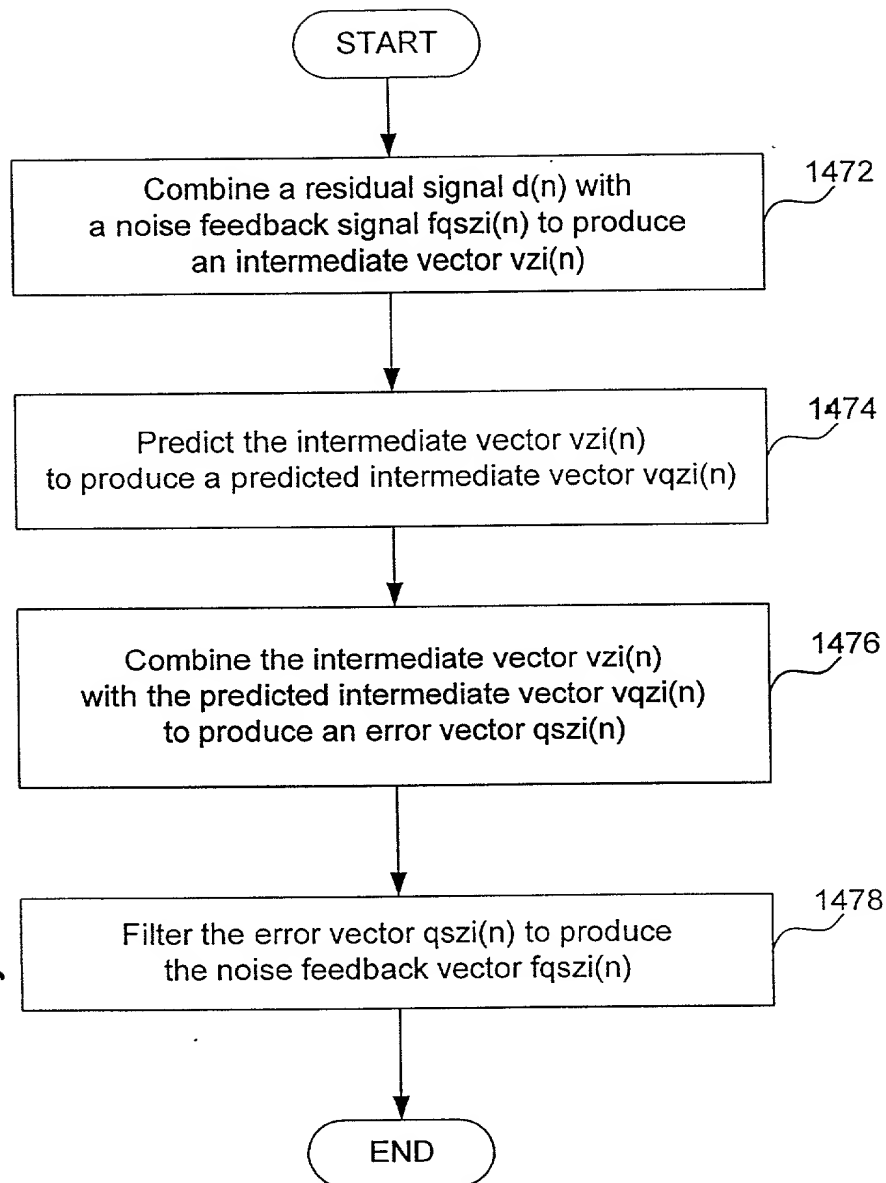 START
1472
Combine a residual signal d(n) with
a noise feedback signal fqszi(n) to produce
an intermediate vector vzi(n)
1474
Predict the intermediate vector vzi(n)
to produce a predicted intermediate vector vqzi(n)
1476
Combine the intermediate vector vzi(n)
with the predicted intermediate vector vqzi(n)
to produce an error vector qszi(n)
1478
Filter the error vector qszi(n) to produce
the noise feedback vector fqszi(n)
END